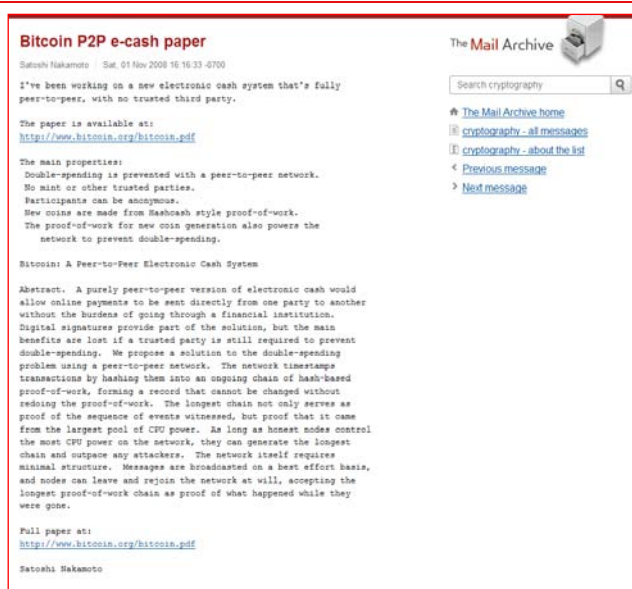 Bitcoin P2P e-cash paper
Satoshi Nakamoto | Sat, 01 Nov 2008 16:16:33 -0700
I've been working on a new electronic cash system that's fully
peer-to-peer, with no trusted third party.
The paper is available at:
http://www.bitcoin.org/bitcoin.pdf
The main properties:
Double-spending is prevented with a peer-to-peer network.
No mint or other trusted parties.
Participants can be anonymous.
New coins are made from Hashcash style proof-of-work.
The proof-of-work for new coin generation also powers the
network to prevent double-spending.
Bitcoin: A Peer-to-Peer Electronic Cash System
Abstract. A purely peer-to-peer version of electronic cash would
allow online payments to be sent directly from one party to another
without the burdens of going through a financial institution.
Digital signatures provide part of the solution, but the main
benefits are lost if a trusted party is still required to prevent
double-spending. We propose a solution to the double-spending
problem using a peer-to-peer network. The network timestamps
transactions by hashing them into an ongoing chain of hash-based
proof-of-work, forming a record that cannot be changed without
redoing the proof-of-work. The longest chain not only serves as
proof of the sequence of events witnessed, but proof that it came
from the largest pool of CPU power. As long as honest nodes control
the most CPU power on the network, they can generate the longest
chain and outpace any attackers. The network itself requires
minimal structure. Messages are broadcasted on a best effort basis,
and nodes can leave and rejoin the network at will, accepting the
longest proof-of-work chain as proof of what happened while they
were gone.
Full paper at:
http://www.bitcoin.org/bitcoin.pdf
Satoshi Nakamoto
The Mail Archive
Search cryptography
The Mail Archive home
cryptography - all messages
cryptography - about the list
Previous message
Next message